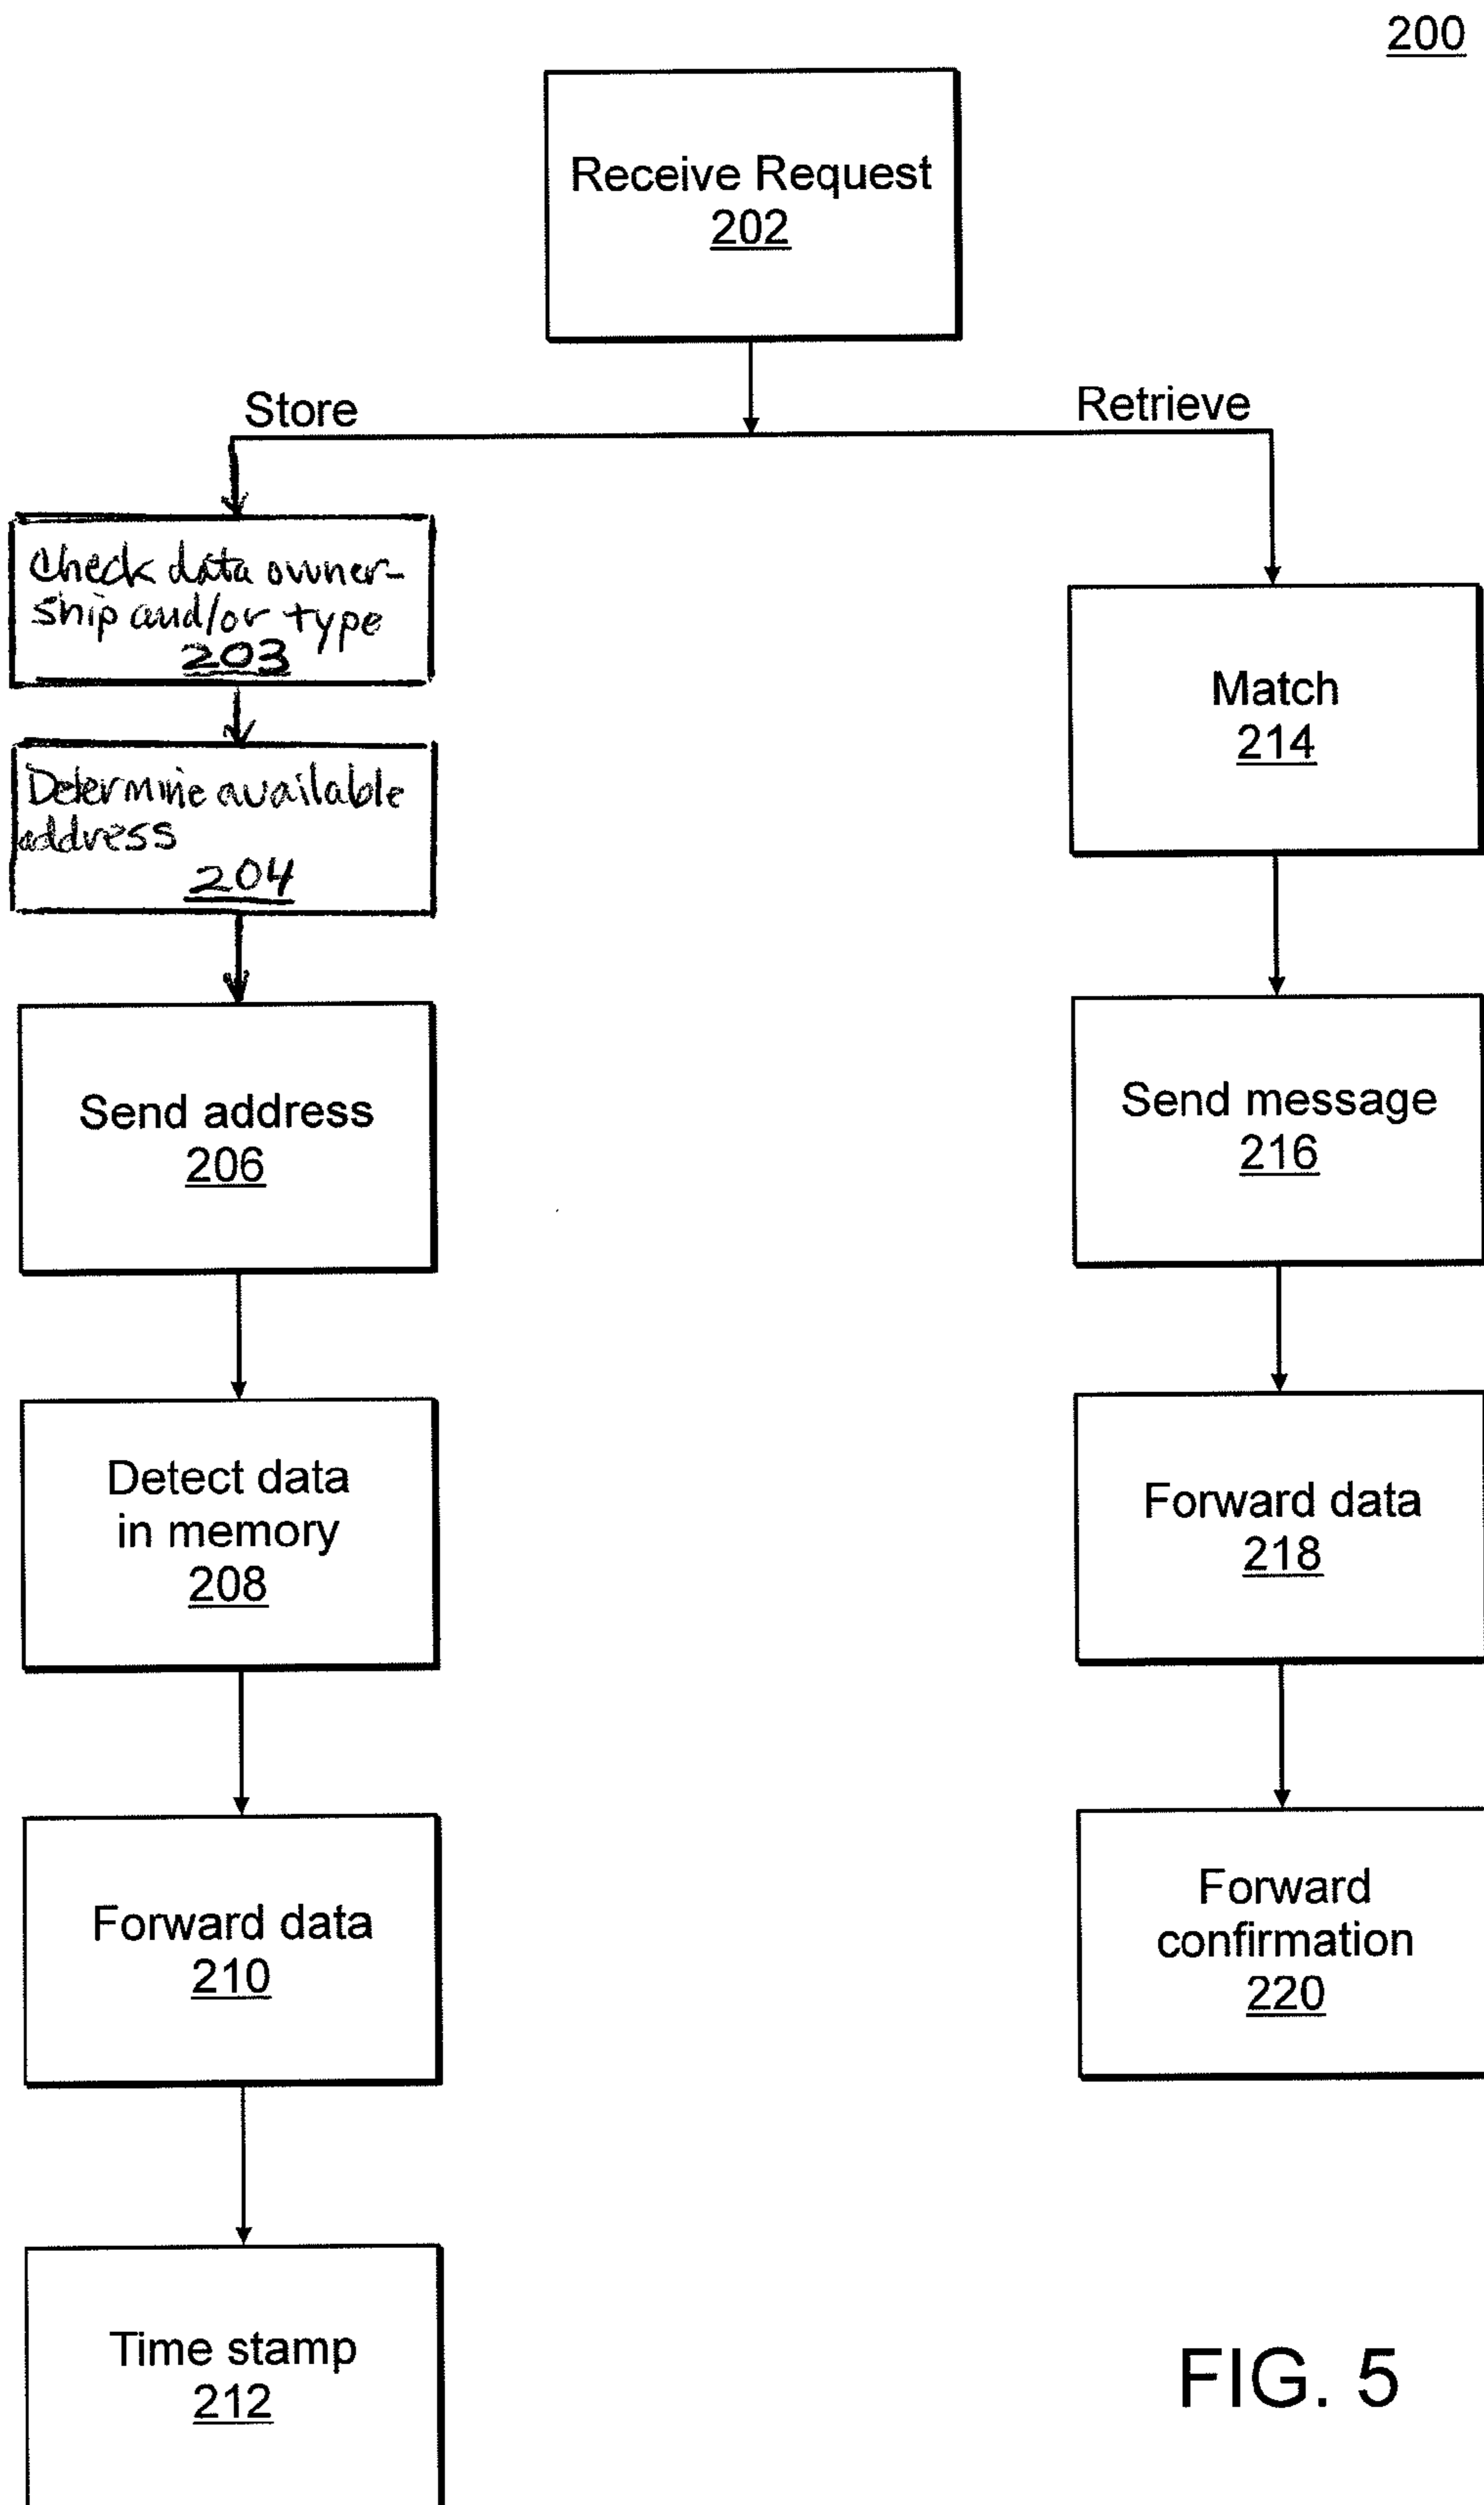 200
Receive Request
202
Store
Retrieve
Check data owner-
ship and/or type
203
Determine available
address
204
Send address
206
Detect data
in memory
208
Forward data
210
Time stamp
212
Match
214
Send message
216
Forward data
218
Forward
confirmation
220
FIG. 5